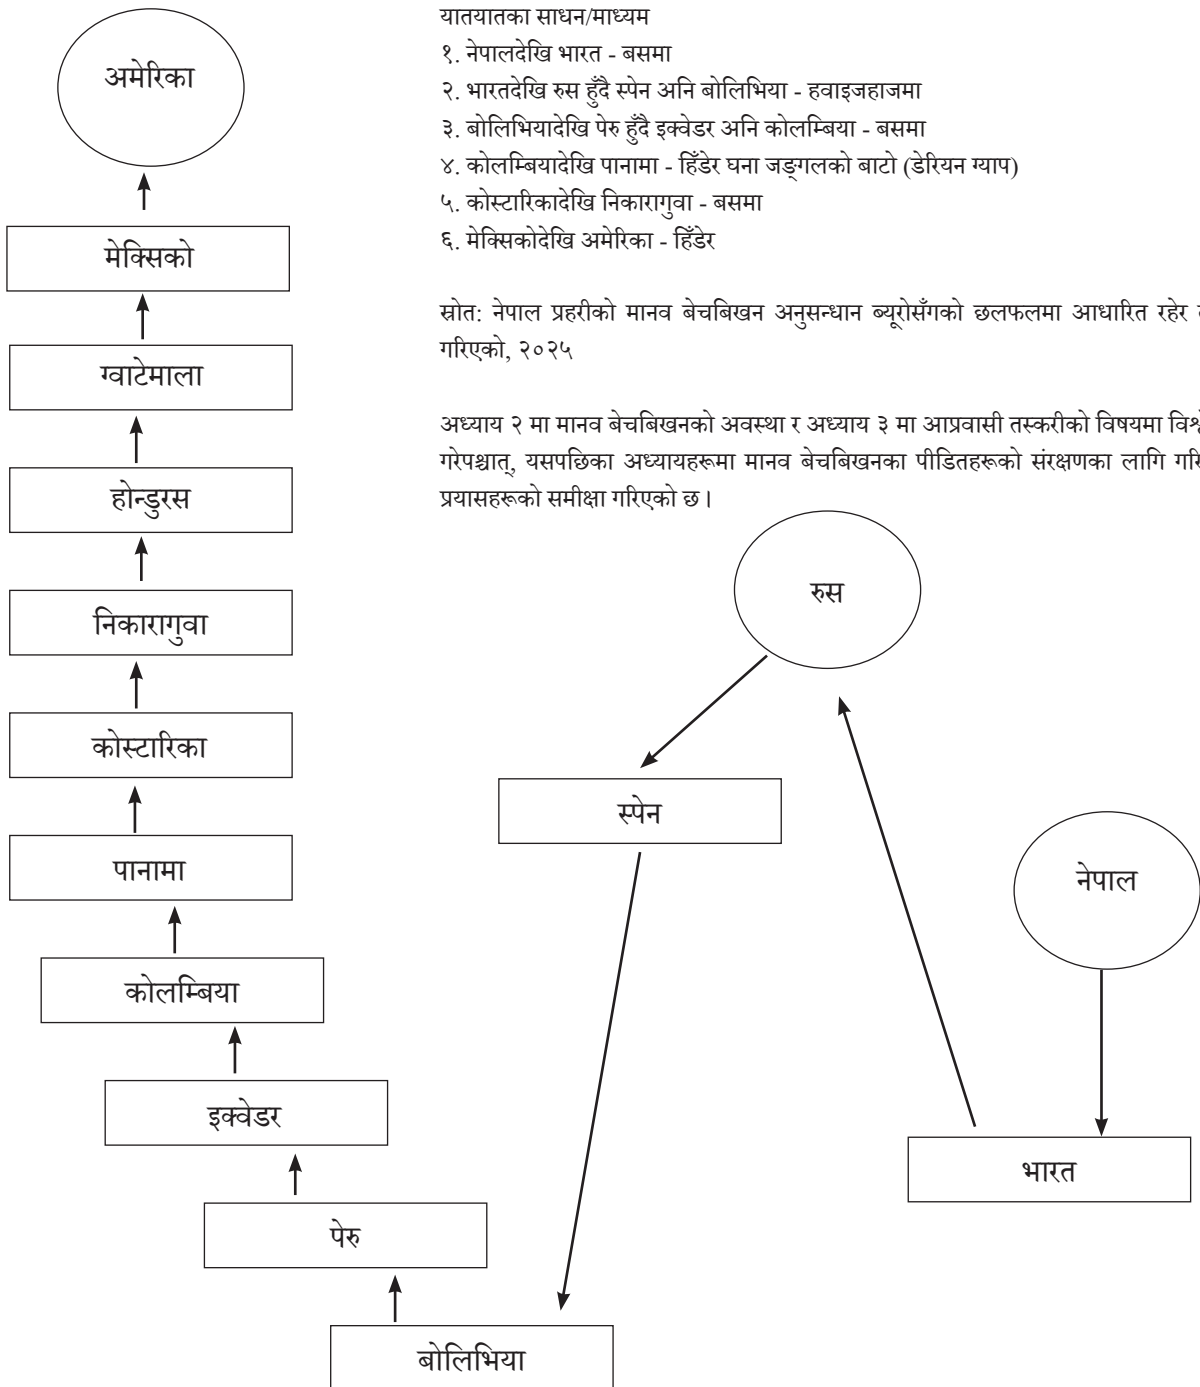 यातयातका साधन/माध्यम
१. नेपालदेखि भारत - बसमा
२. भारतदेखि रुस हुँदै स्पेन अनि बोलिभिया - हवाइजहाजमा
३. बोलिभियादेखि पेरु हुँदै इक्वेडर अनि कोलम्बिया - बसमा
४. कोलम्बियादेखि पानामा - हिँडेर घना जङ्गलको बाटो (डेरियन ग्याप)
५. कोस्टारिकादेखि निकारागुवा - बसमा
६. मेक्सिकोदेखि अमेरिका - हिँडेर
स्रोत: नेपाल प्रहरीको मानव बेचबिखन अनुसन्धान ब्यूरोसँगको छलफलमा आधारित रहेर
गरिएको, २०२५
अध्याय २ मा मानव बेचबिखनको अवस्था र अध्याय ३ मा आप्रवासी तस्करीको विषयमा
गरेपश्चात्, यसपछिका अध्यायहरूमा मानव बेचबिखनका पीडितहरूको संरक्षणका लागि
प्रयासहरूको समीक्षा गरिएको छ।
अमेरिका
मेक्सिको
ग्वाटेमाला
होन्डुरस
निकारागुवा
कोस्टारिका
पानामा
कोलम्बिया
इक्वेडर
पेरु
बोलिभिया
रुस
स्पेन
नेपाल
भारत